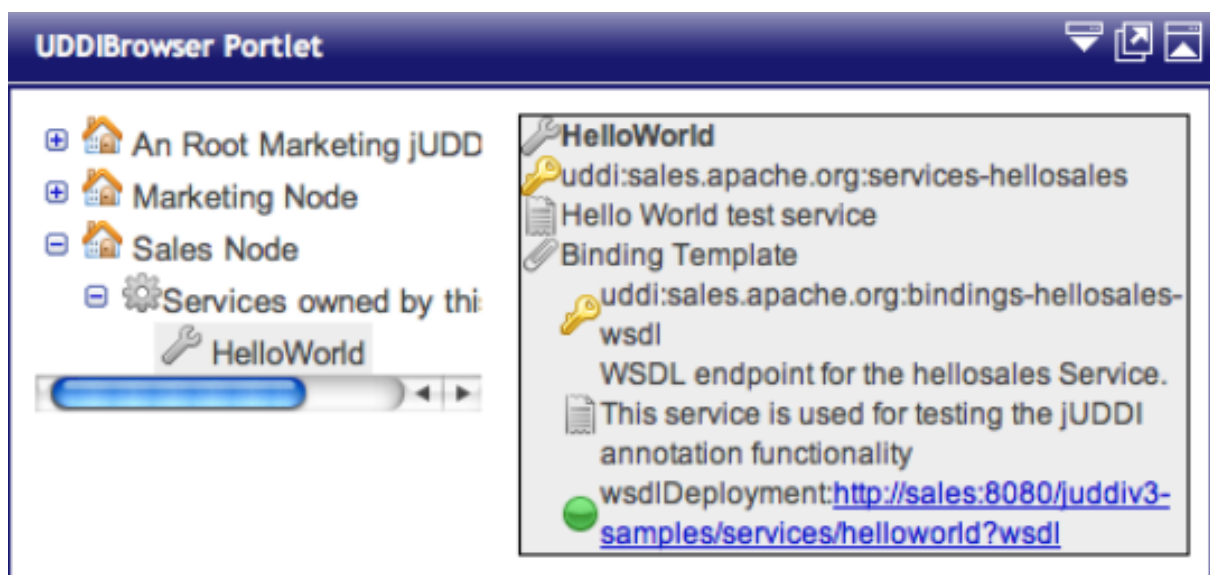 UDDIBrowser Portlet
An Root Marketing jUDD
Marketing Node
Sales Node
Services owned by this
HelloWorld
HelloWorld
uddi:sales.apache.org:services-hellosales
Hello World test service
Binding Template
uddi:sales.apache.org:bindings-hellosales-
wsdl
WSDL endpoint for the hellosales Service.
This service is used for testing the jUDDI
annotation functionality
wsdlDeployment:http://sales:8080/juddiv3-
samples/services/helloworld?wsdl